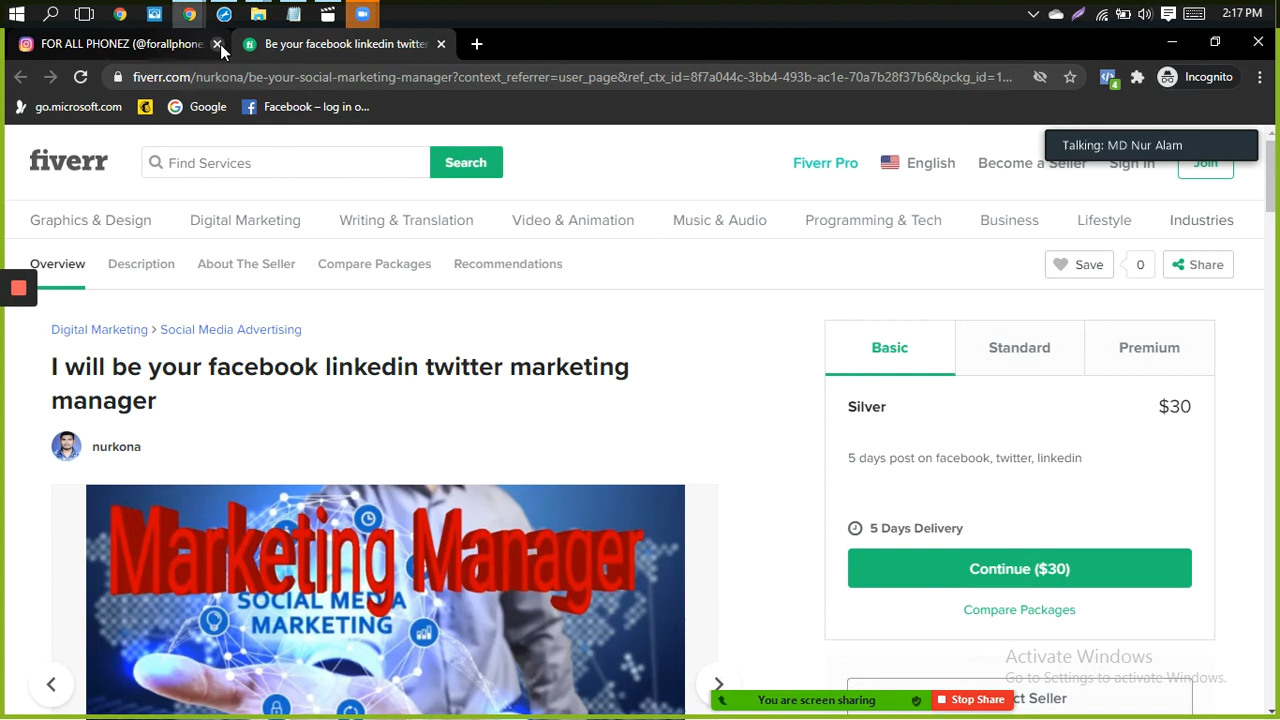 2:17 PM
FOR ALL PHONEZ (@forallphone
Be your facebook linkedin twitte
fiverr.com/nurkona/be-your-social-marketing-manager?context_referrer=user_page&ref_ctx_id=8f7a044c-3bb4-493b-ac1e-70a7b28f37b6&pckg_id=1...
4
Incognito
go.microsoft.com
Google
Facebook – log in o...
Talking: MD Nur Alam
fiverr
Find Services
Search
Fiverr Pro
English
Become a Seller
Sign In
Join
Graphics & Design
Digital Marketing
Writing & Translation
Video & Animation
Music & Audio
Programming & Tech
Business
Lifestyle
Industries
Overview
Description
About The Seller
Compare Packages
Recommendations
Save
0
Share
Digital Marketing > Social Media Advertising
I will be your facebook linkedin twitter marketing
manager
nurkona
Basic
Standard
Premium
Silver
$30
5 days post on facebook, twitter, linkedin
5 Days Delivery
Continue ($30)
Compare Packages
Marketing Manager
SOCIAL MEDIA
MARKETING
Activate Windows
Go to Settings to activate Windows.
Seller
You are screen sharing
Stop Share